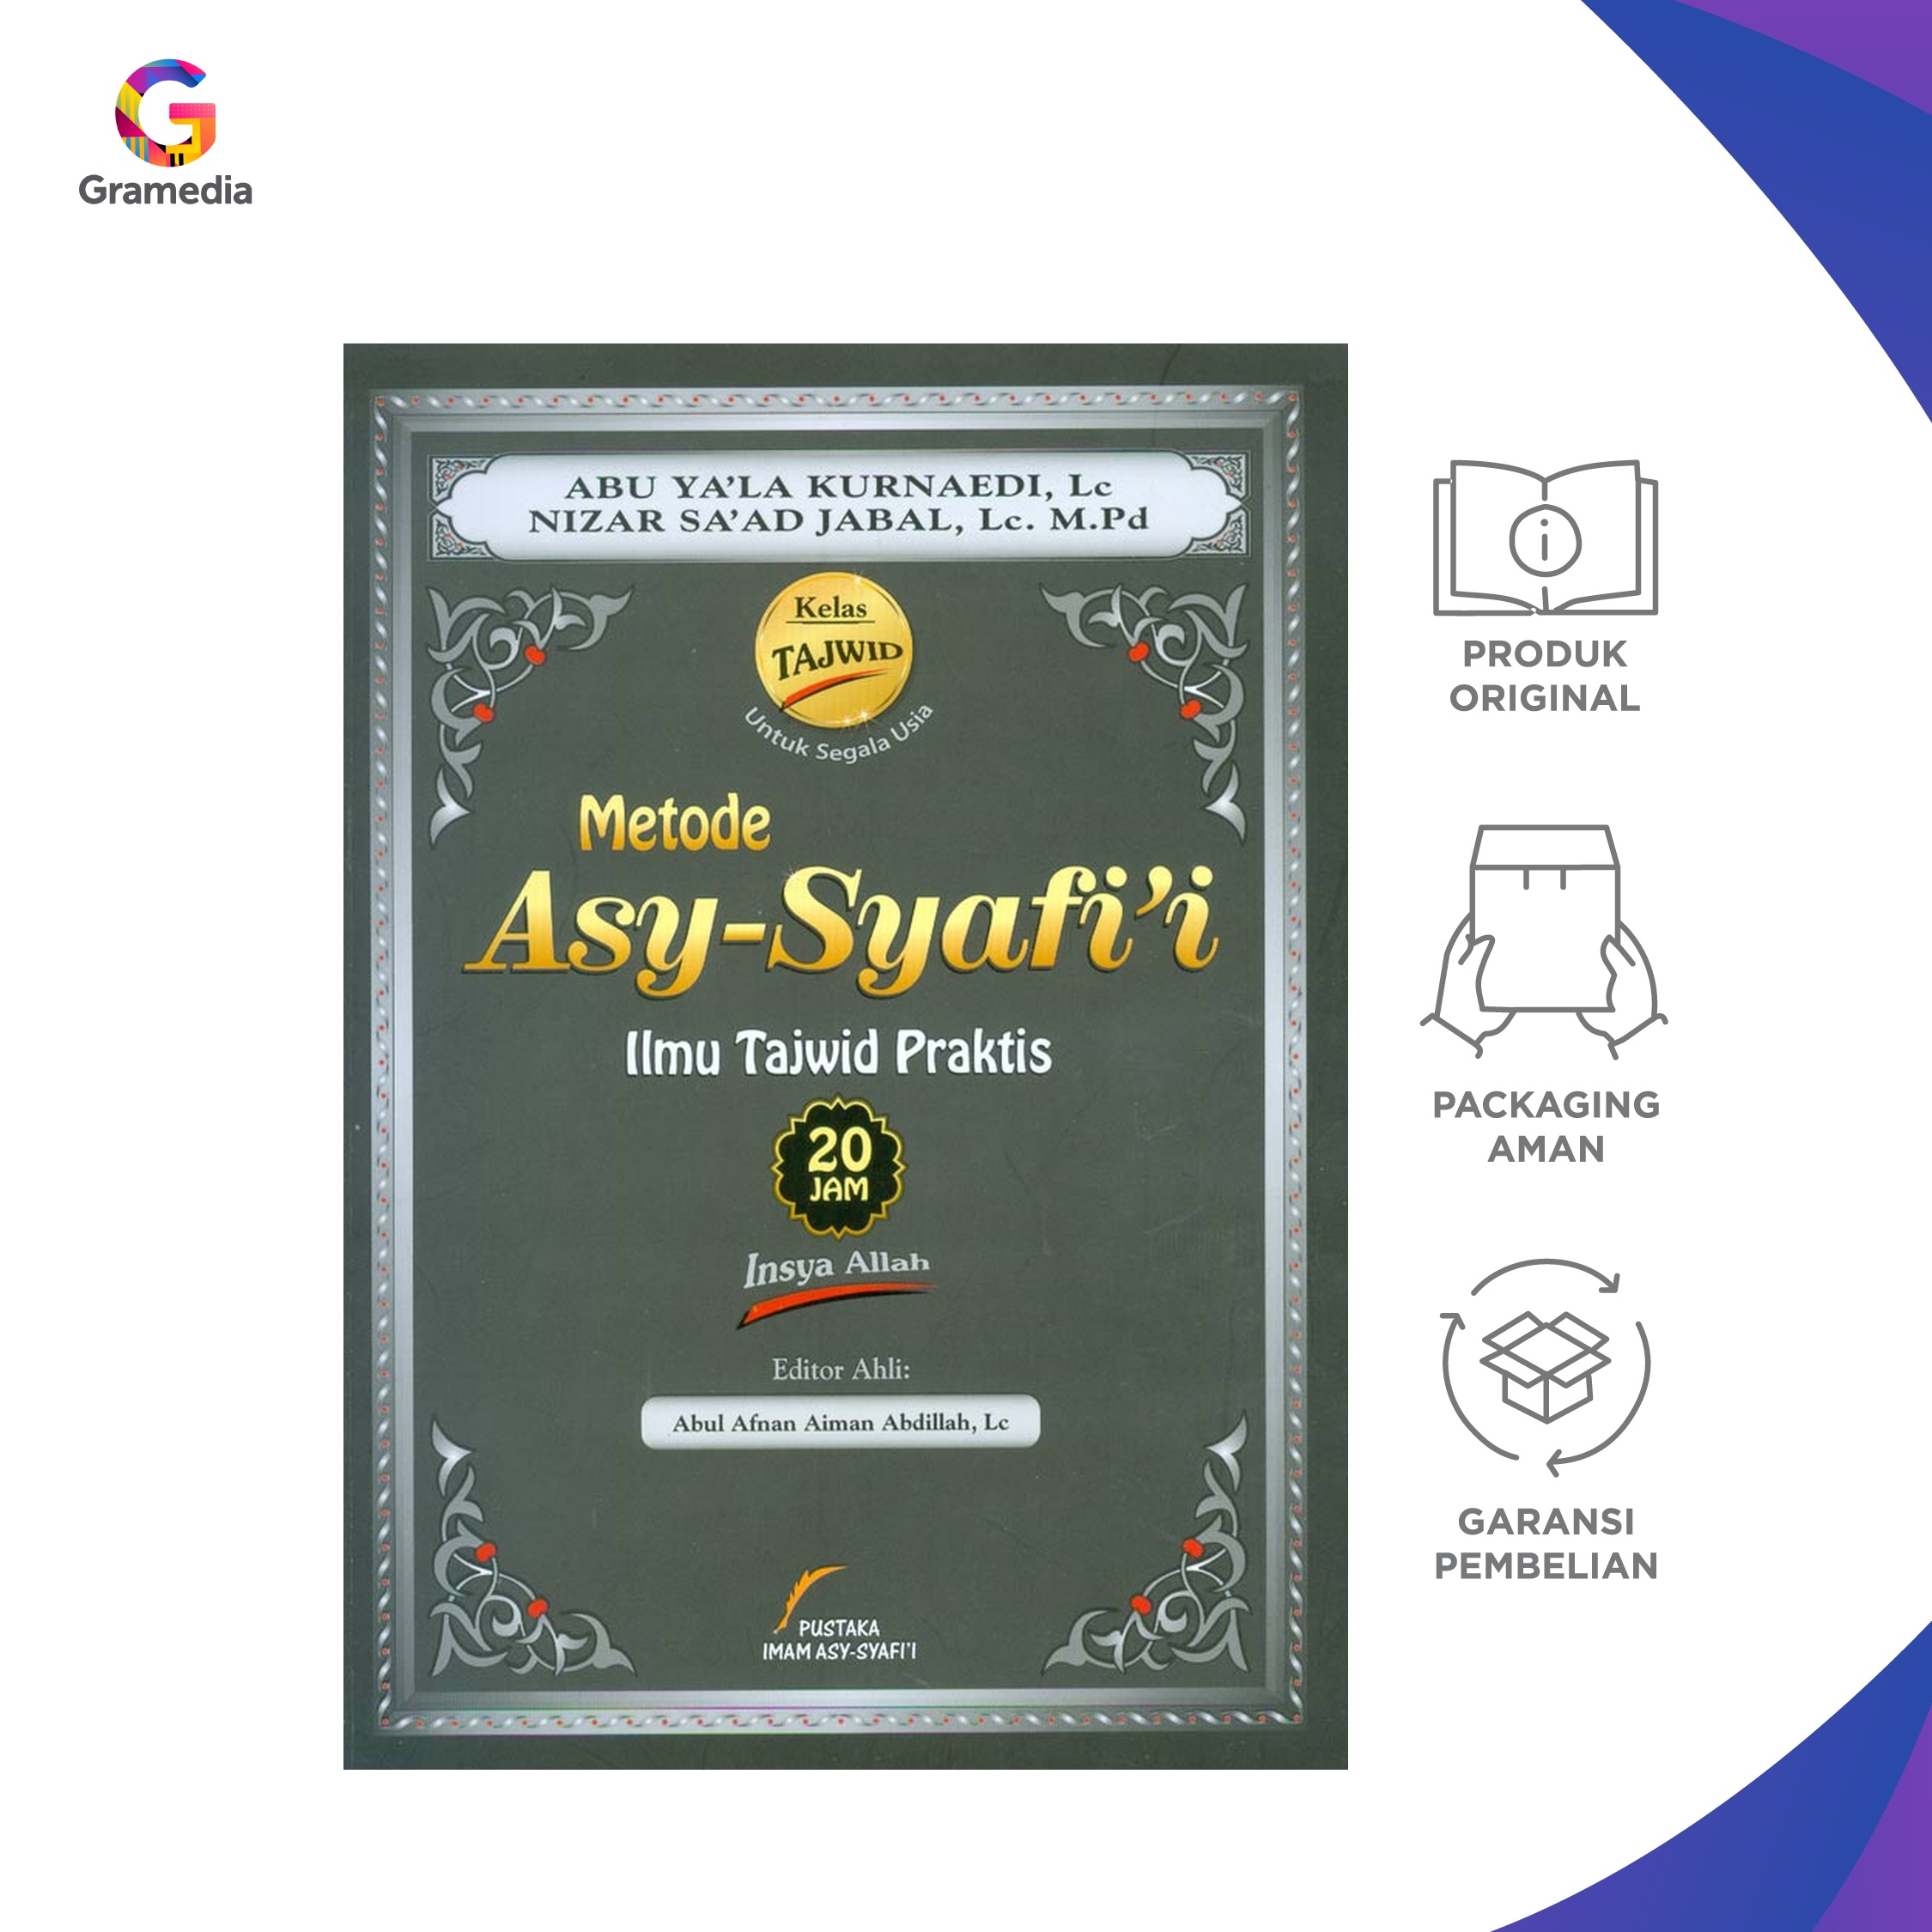 Gramedia
ABU YA'LA KURNAEDI, Lc
NIZAR SA'AD JABAL, Lc. M.Pd
Kelas
TAJWID
Untuk Segala Usia
Metode
Asy-Syafi'i
Ilmu Tajwid Praktis
20
JAM
Insya Allah
Editor Ahli:
Abul Afnan Aiman Abdillah, Lc
PUSTAKA
IMAM ASY-SYAFI'I
PRODUK
ORIGINAL
PACKAGING
AMAN
GARANSI
PEMBELIAN